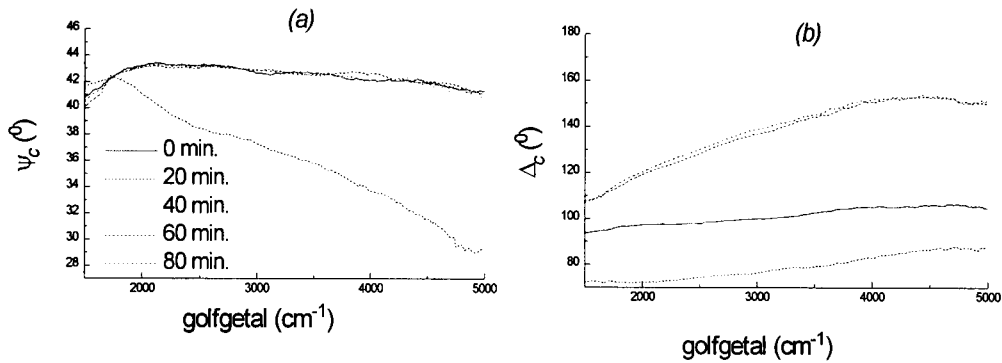 (a)
46
44
42
40
38
36
34
32
30
28
ψc (⁰)
0 min.
20 min.
40 min.
60 min.
80 min.
2000 3000 4000 5000
golfgetal (cm⁻¹)
(b)
180
160
140
120
100
80
Δc (⁰)
2000 3000 4000 5000
golfgetal (cm⁻¹)